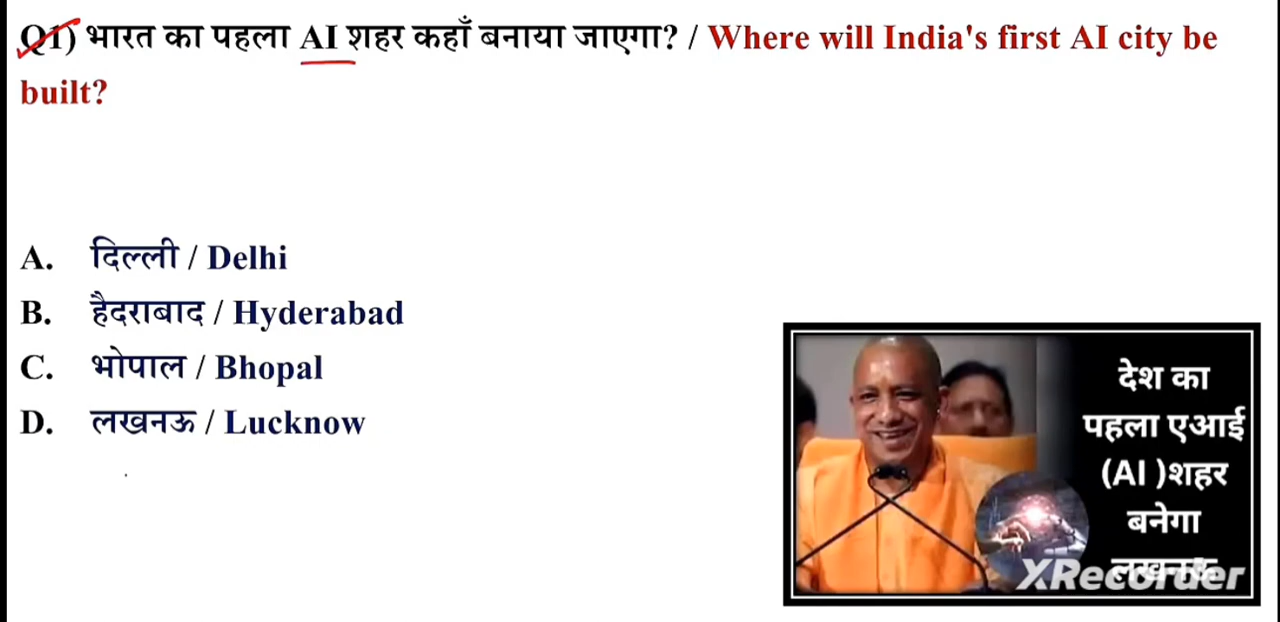 Q1) भारत का पहला AI शहर कहाँ बनाया जाएगा? / Where will India's first AI city be
built?
A. दिल्ली / Delhi
B. हैदराबाद / Hyderabad
C. भोपाल / Bhopal
D. लखनऊ / Lucknow
देश का
पहला एआई
(AI )शहर
बनेगा
लखनऊ
XRecorder